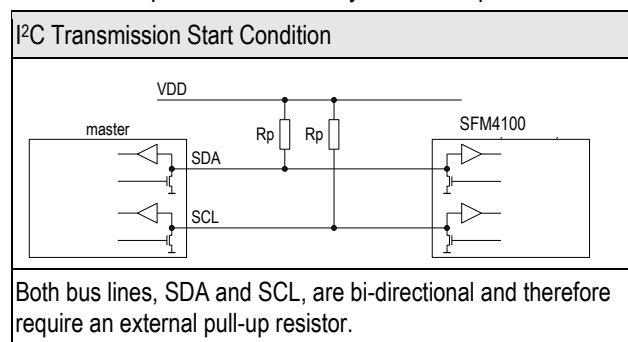 I²C Transmission Start Condition
VDD
master
Rp
Rp
SFM4100
SDA
SCL
Both bus lines, SDA and SCL, are bi-directional and therefore
require an external pull-up resistor.